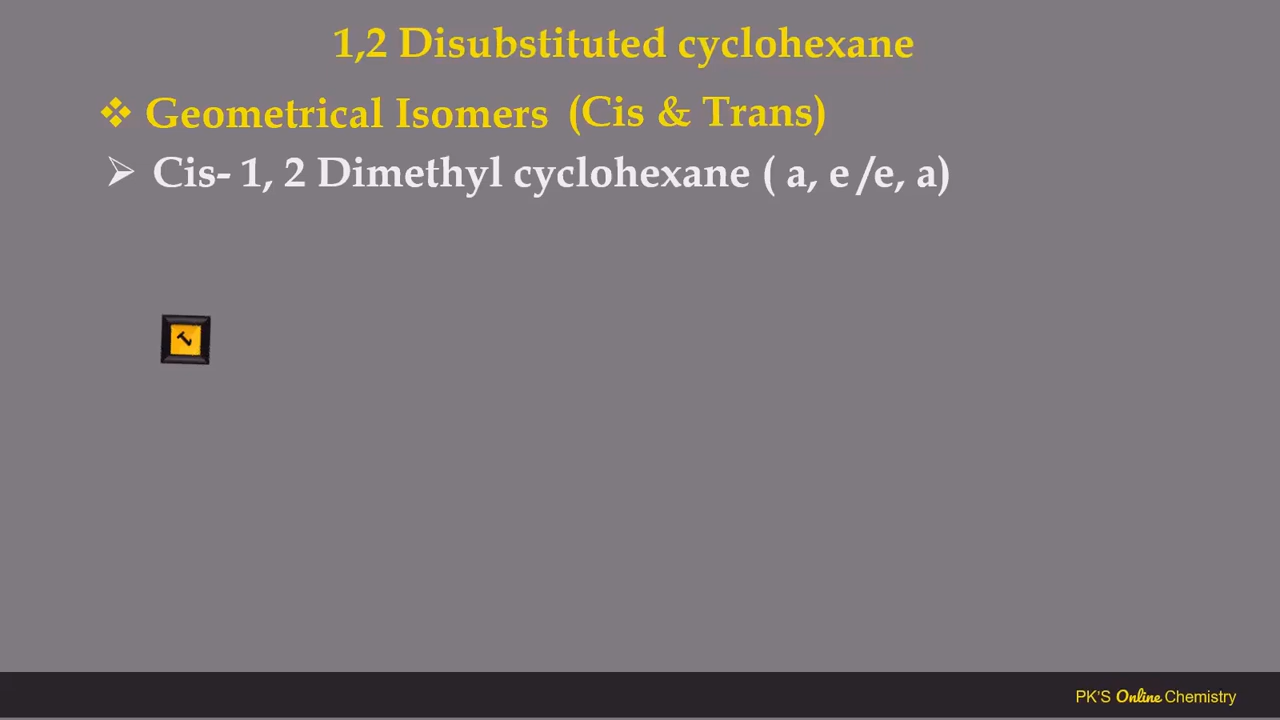 1,2 Disubstituted cyclohexane
Geometrical Isomers (Cis & Trans)
Cis- 1, 2 Dimethyl cyclohexane ( a, e /e, a)
PK'S Online Chemistry